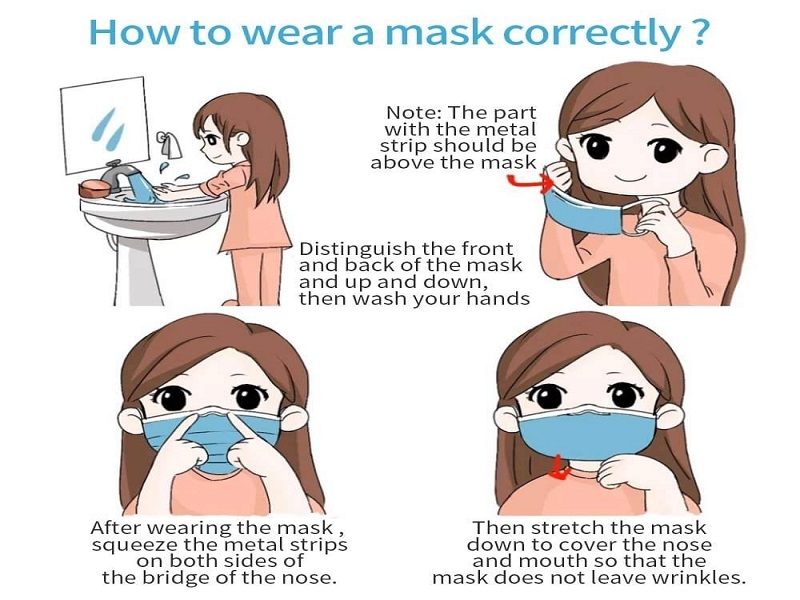 How to wear a mask correctly ?
Note: The part
with the metal
strip should be
above the mask
Distinguish the front
and back of the mask
and up and down,
then wash your hands
After wearing the mask ,
squeeze the metal strips
on both sides of
the bridge of the nose.
Then stretch the mask
down to cover the nose
and mouth so that the
mask does not leave wrinkles.